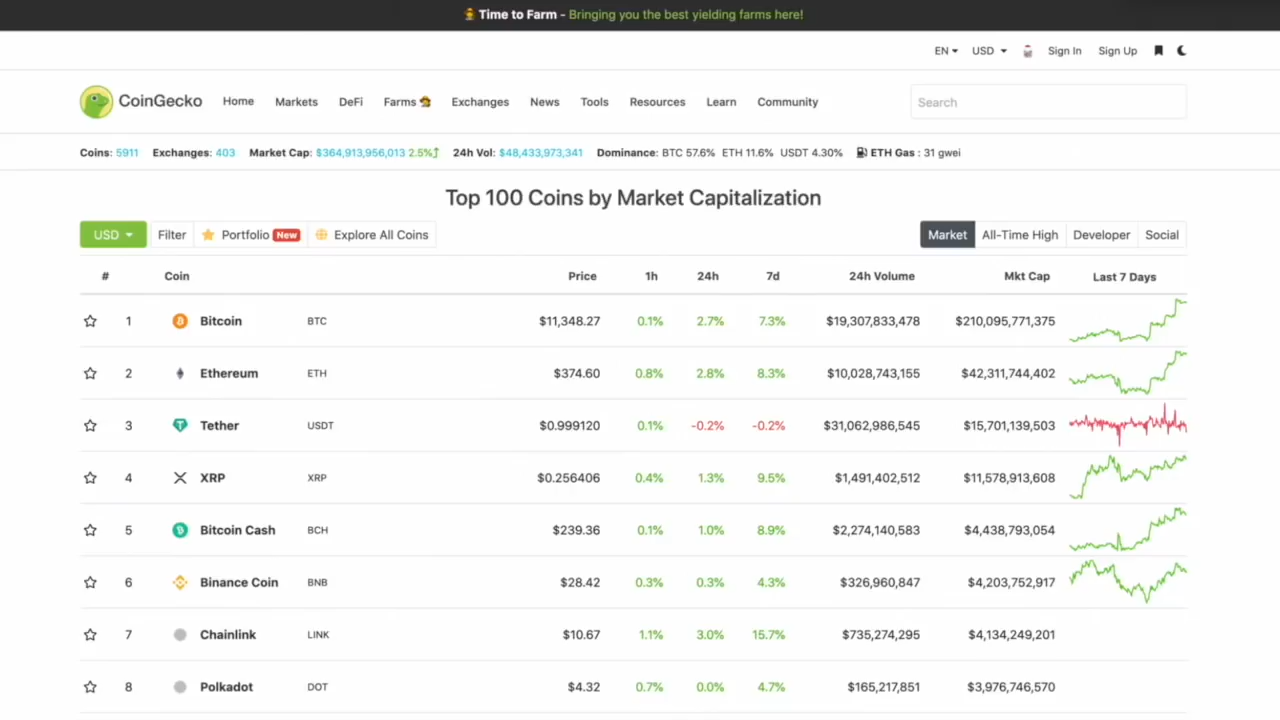 Time to Farm - Bringing you the best yielding farms here!
EN USD Sign In Sign Up
CoinGecko Home Markets DeFi Farms Exchanges News Tools Resources Learn Community Search
Coins: 5911 Exchanges: 403 Market Cap: $364,913,956,013 2.5% 24h Vol: $48,433,973,341 Dominance: BTC 57.6% ETH 11.6% USDT 4.30% ETH Gas : 31 gwei
Top 100 Coins by Market Capitalization
USD Filter Portfolio New Explore All Coins Market All-Time High Developer Social
# Coin Price 1h 24h 7d 24h Volume Mkt Cap Last 7 Days
1 Bitcoin BTC $11,348.27 0.1% 2.7% 7.3% $19,307,833,478 $210,095,771,375
2 Ethereum ETH $374.60 0.8% 2.8% 8.3% $10,028,743,155 $42,311,744,402
3 Tether USDT $0.999120 0.1% -0.2% -0.2% $31,062,986,545 $15,701,139,503
4 XRP XRP $0.256406 0.4% 1.3% 9.5% $1,491,402,512 $11,578,913,608
5 Bitcoin Cash BCH $239.36 0.1% 1.0% 8.9% $2,274,140,583 $4,438,793,054
6 Binance Coin BNB $28.42 0.3% 0.3% 4.3% $326,960,847 $4,203,752,917
7 Chainlink LINK $10.67 1.1% 3.0% 15.7% $735,274,295 $4,134,249,201
8 Polkadot DOT $4.32 0.7% 0.0% 4.7% $165,217,851 $3,976,746,570